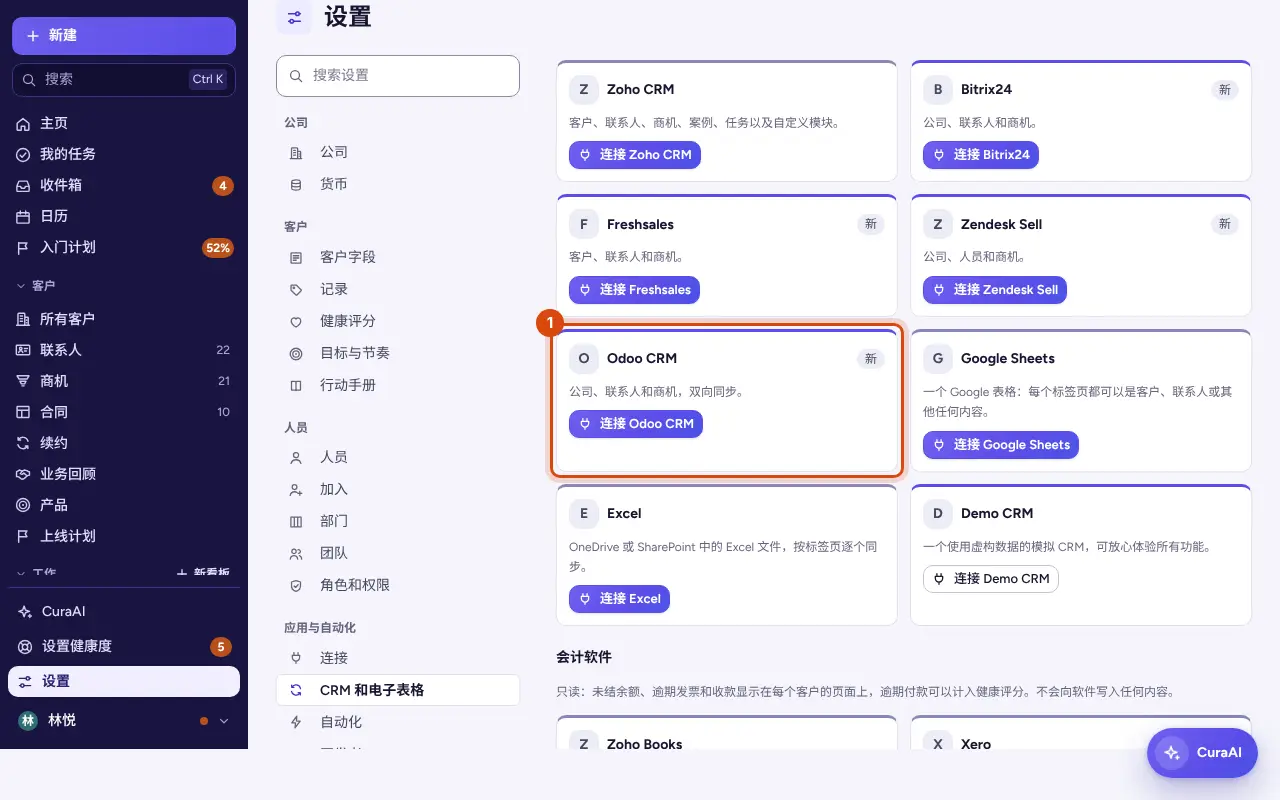 新建
搜索
Ctrl K
主页
我的任务
收件箱
4
日历
入门计划
52%
客户
所有客户
联系人
22
商机
21
合同
10
续约
业务回顾
产品
上线计划
工作
新看板
CuraAI
设置健康度
5
设置
林
林悦
设置
搜索设置
公司
公司
货币
客户
客户字段
记录
健康评分
目标与节奏
行动手册
人员
人员
加入
部门
团队
角色和权限
应用与自动化
连接
CRM 和电子表格
自动化
Z
Zoho CRM
客户、联系人、商机、案例、任务以及自定义模块。
连接 Zoho CRM
B
Bitrix24
新
公司、联系人和商机。
连接 Bitrix24
F
Freshsales
新
客户、联系人和商机。
连接 Freshsales
Z
Zendesk Sell
新
公司、人员和商机。
连接 Zendesk Sell
1
O
Odoo CRM
新
公司、联系人和商机，双向同步。
连接 Odoo CRM
G
Google Sheets
一个 Google 表格：每个标签页都可以是客户、联系人或其
他任何内容。
连接 Google Sheets
E
Excel
OneDrive 或 SharePoint 中的 Excel 文件，按标签页逐个同
步。
连接 Excel
D
Demo CRM
一个使用虚构数据的模拟 CRM，可放心体验所有功能。
连接 Demo CRM
会计软件
只读：未结余额、逾期发票和收款显示在每个客户的页面上，逾期付款可以计入健康评分。不会向软件写入任何内容。
Z
Zoho Books
X
Xero
CuraAI